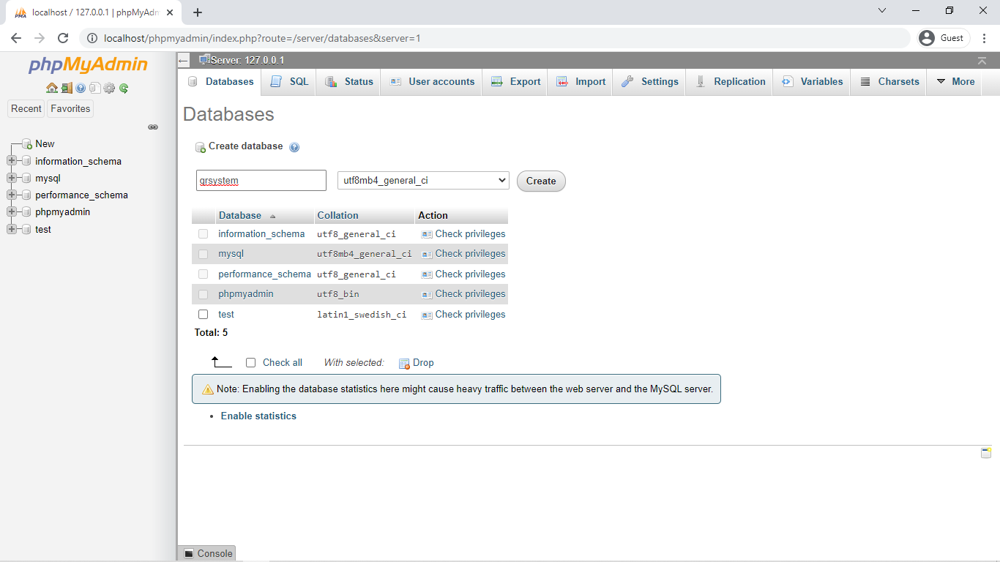 localhost / 127.0.0.1 | phpMyAdm
localhost/phpmyadmin/index.php?route=/server/databases&server=1
Guest
phpMyAdmin
Recent Favorites
New
information_schema
mysql
performance_schema
phpmyadmin
test
Server: 127.0.0.1
Databases SQL Status User accounts Export Import Settings Replication Variables Charsets More
Databases
Create database
grsystem utf8mb4_general_ci Create
Database Collation Action
information_schema utf8_general_ci Check privileges
mysql utf8mb4_general_ci Check privileges
performance_schema utf8_general_ci Check privileges
phpmyadmin utf8_bin Check privileges
test latin1_swedish_ci Check privileges
Total: 5
Check all With selected: Drop
Note: Enabling the database statistics here might cause heavy traffic between the web server and the MySQL server.
• Enable statistics
Console